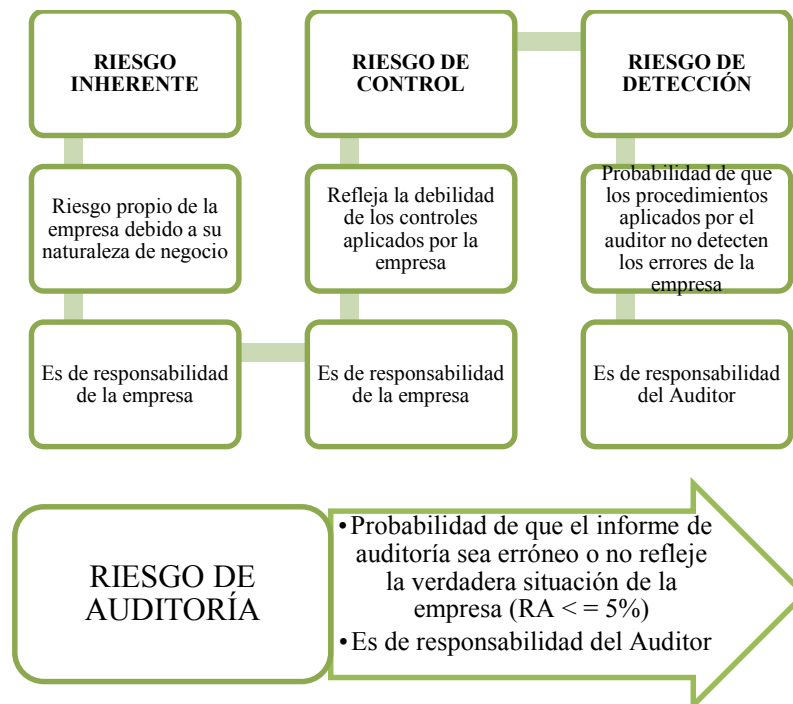 RIESGO
INHERENTE
Riesgo propio de la
empresa debido a su
naturaleza de negocio
Es de responsabilidad
de la empresa
RIESGO DE
CONTROL
Refleja la debilidad
de los controles
aplicados por la
empresa
Es de responsabilidad
de la empresa
RIESGO DE
DETECCIÓN
Probabilidad de que
los procedimientos
aplicados por el
auditor no detecten
los errores de la
empresa
Es de responsabilidad
del Auditor
RIESGO DE
AUDITORÍA
•Probabilidad de que el informe de
auditoría sea erróneo o no refleje
la verdadera situación de la
empresa (RA < = 5%)
•Es de responsabilidad del Auditor